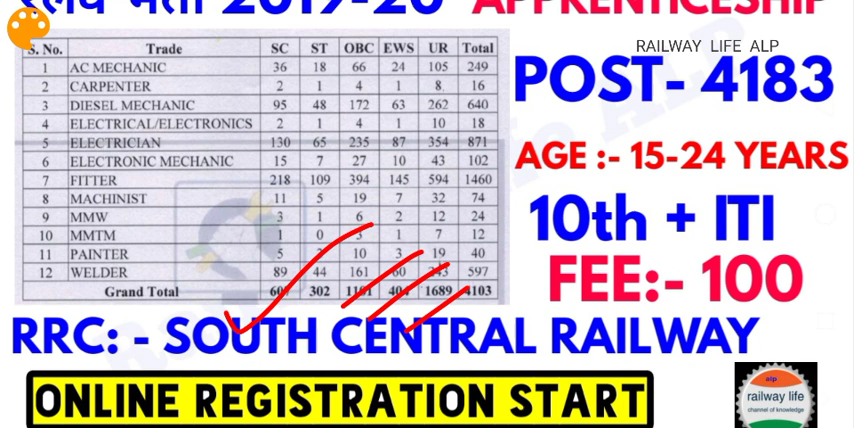 रेलवे भर्ती 2019-20 APPRENTICESHIP
RAILWAY LIFE ALP
S. No. Trade SC ST OBC EWS UR Total
1 AC MECHANIC 36 18 66 24 105 249
2 CARPENTER 2 1 4 1 8 16
3 DIESEL MECHANIC 95 48 172 63 262 640
4 ELECTRICAL/ELECTRONICS 2 1 4 1 10 18
5 ELECTRICIAN 130 65 235 87 354 871
6 ELECTRONIC MECHANIC 15 7 27 10 43 102
7 FITTER 218 109 394 145 594 1460
8 MACHINIST 11 5 19 7 32 74
9 MMW 3 1 6 2 12 24
10 MMTM 1 0 3 1 7 12
11 PAINTER 5 10 3 19 40
12 WELDER 89 44 161 60 243 597
Grand Total 302 404 1689 4103
POST- 4183
AGE :- 15-24 YEARS
10th + ITI
FEE:- 100
RRC: - SOUTH CENTRAL RAILWAY
ONLINE REGISTRATION START
alp
railway life
channel of knowledge